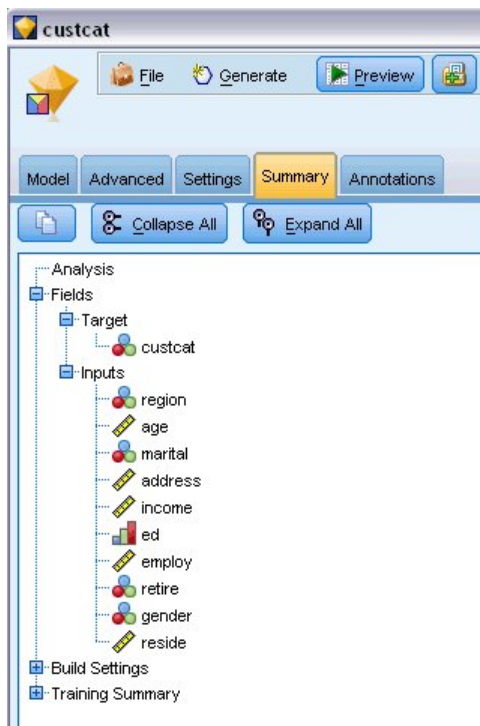 custcat
File Generate Preview
Model Advanced Settings Summary Annotations
Collapse All Expand All
Analysis
Fields
Target
custcat
Inputs
region
age
marital
address
income
ed
employ
retire
gender
reside
Build Settings
Training Summary